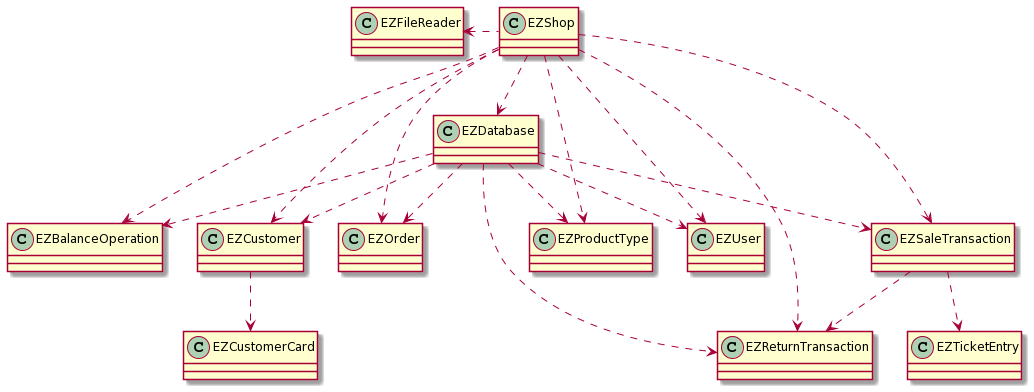 C EZFileReader
C EZShop
C EZDatabase
C EZBalanceOperation
C EZCustomer
C EZOrder
C EZProductType
C EZUser
C EZSaleTransaction
C EZCustomerCard
C EZReturnTransaction
C EZTicketEntry